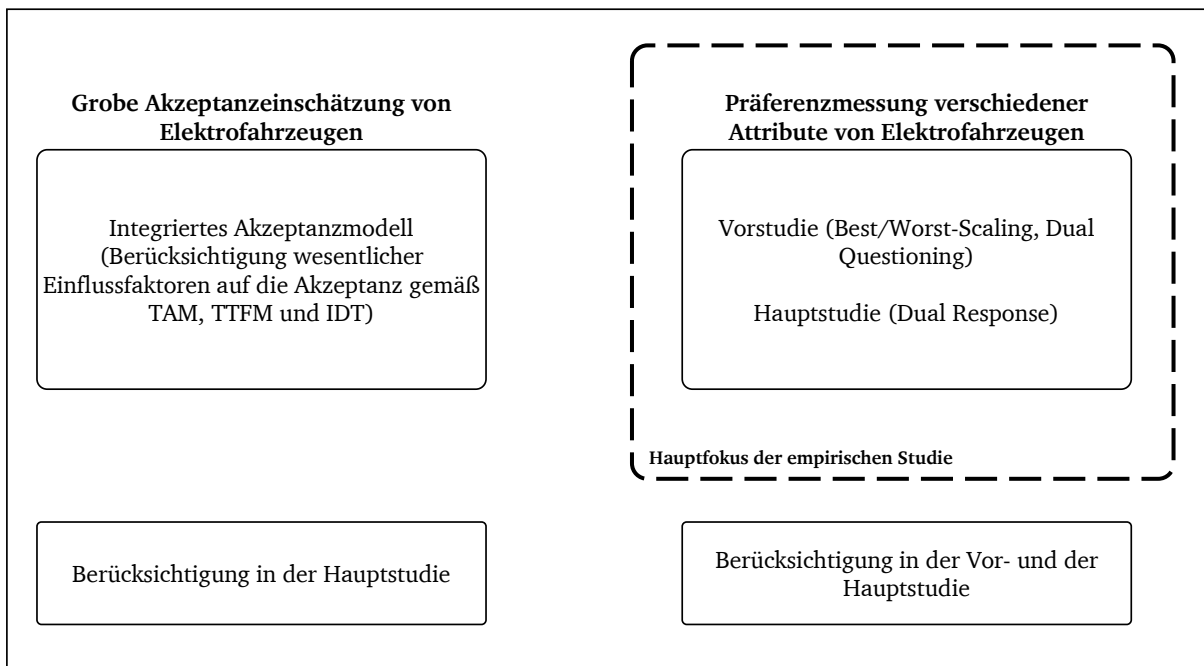 Grobe Akzeptanzeinschätzung von
Elektrofahrzeugen
Integriertes Akzeptanzmodell
(Berücksichtigung wesentlicher
Einflussfaktoren auf die Akzeptanz gemäß
TAM, TTFM und IDT)
Berücksichtigung in der Hauptstudie
Präferenzmessung verschiedener
Attribute von Elektrofahrzeugen
Vorstudie (Best/Worst-Scaling, Dual
Questioning)
Hauptstudie (Dual Response)
Hauptfokus der empirischen Studie
Berücksichtigung in der Vor- und der
Hauptstudie